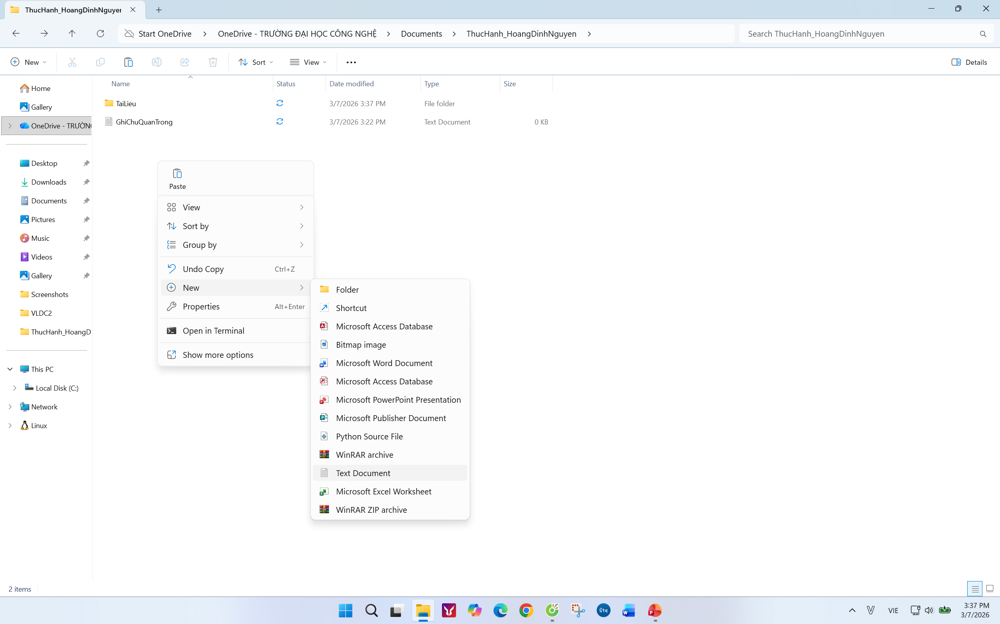 ThucHanh_HoangDinhNguyen
Start OneDrive > OneDrive - TRƯỜNG ĐẠI HỌC CÔNG NGHỆ > Documents > ThucHanh_HoangDinhNguyen >
Search ThucHanh_HoangDinhNguyen
New
Sort
View
Details
Name Status Date modified Type Size
TaiLieu 3/7/2026 3:37 PM File folder
GhiChuQuanTrong 3/7/2026 3:22 PM Text Document 0 KB
Home
Gallery
OneDrive - TRƯỜNG
Desktop
Downloads
Documents
Pictures
Music
Videos
Gallery
Screenshots
VLDC2
ThucHanh_HoangD
This PC
Local Disk (C:)
Network
Linux
Paste
View
Sort by
Group by
Undo Copy Ctrl+Z
New
Properties Alt+Enter
Open in Terminal
Show more options
Folder
Shortcut
Microsoft Access Database
Bitmap image
Microsoft Word Document
Microsoft Access Database
Microsoft PowerPoint Presentation
Microsoft Publisher Document
Python Source File
WinRAR archive
Text Document
Microsoft Excel Worksheet
WinRAR ZIP archive
2 items
lite
VIE
3:37 PM
3/7/2026